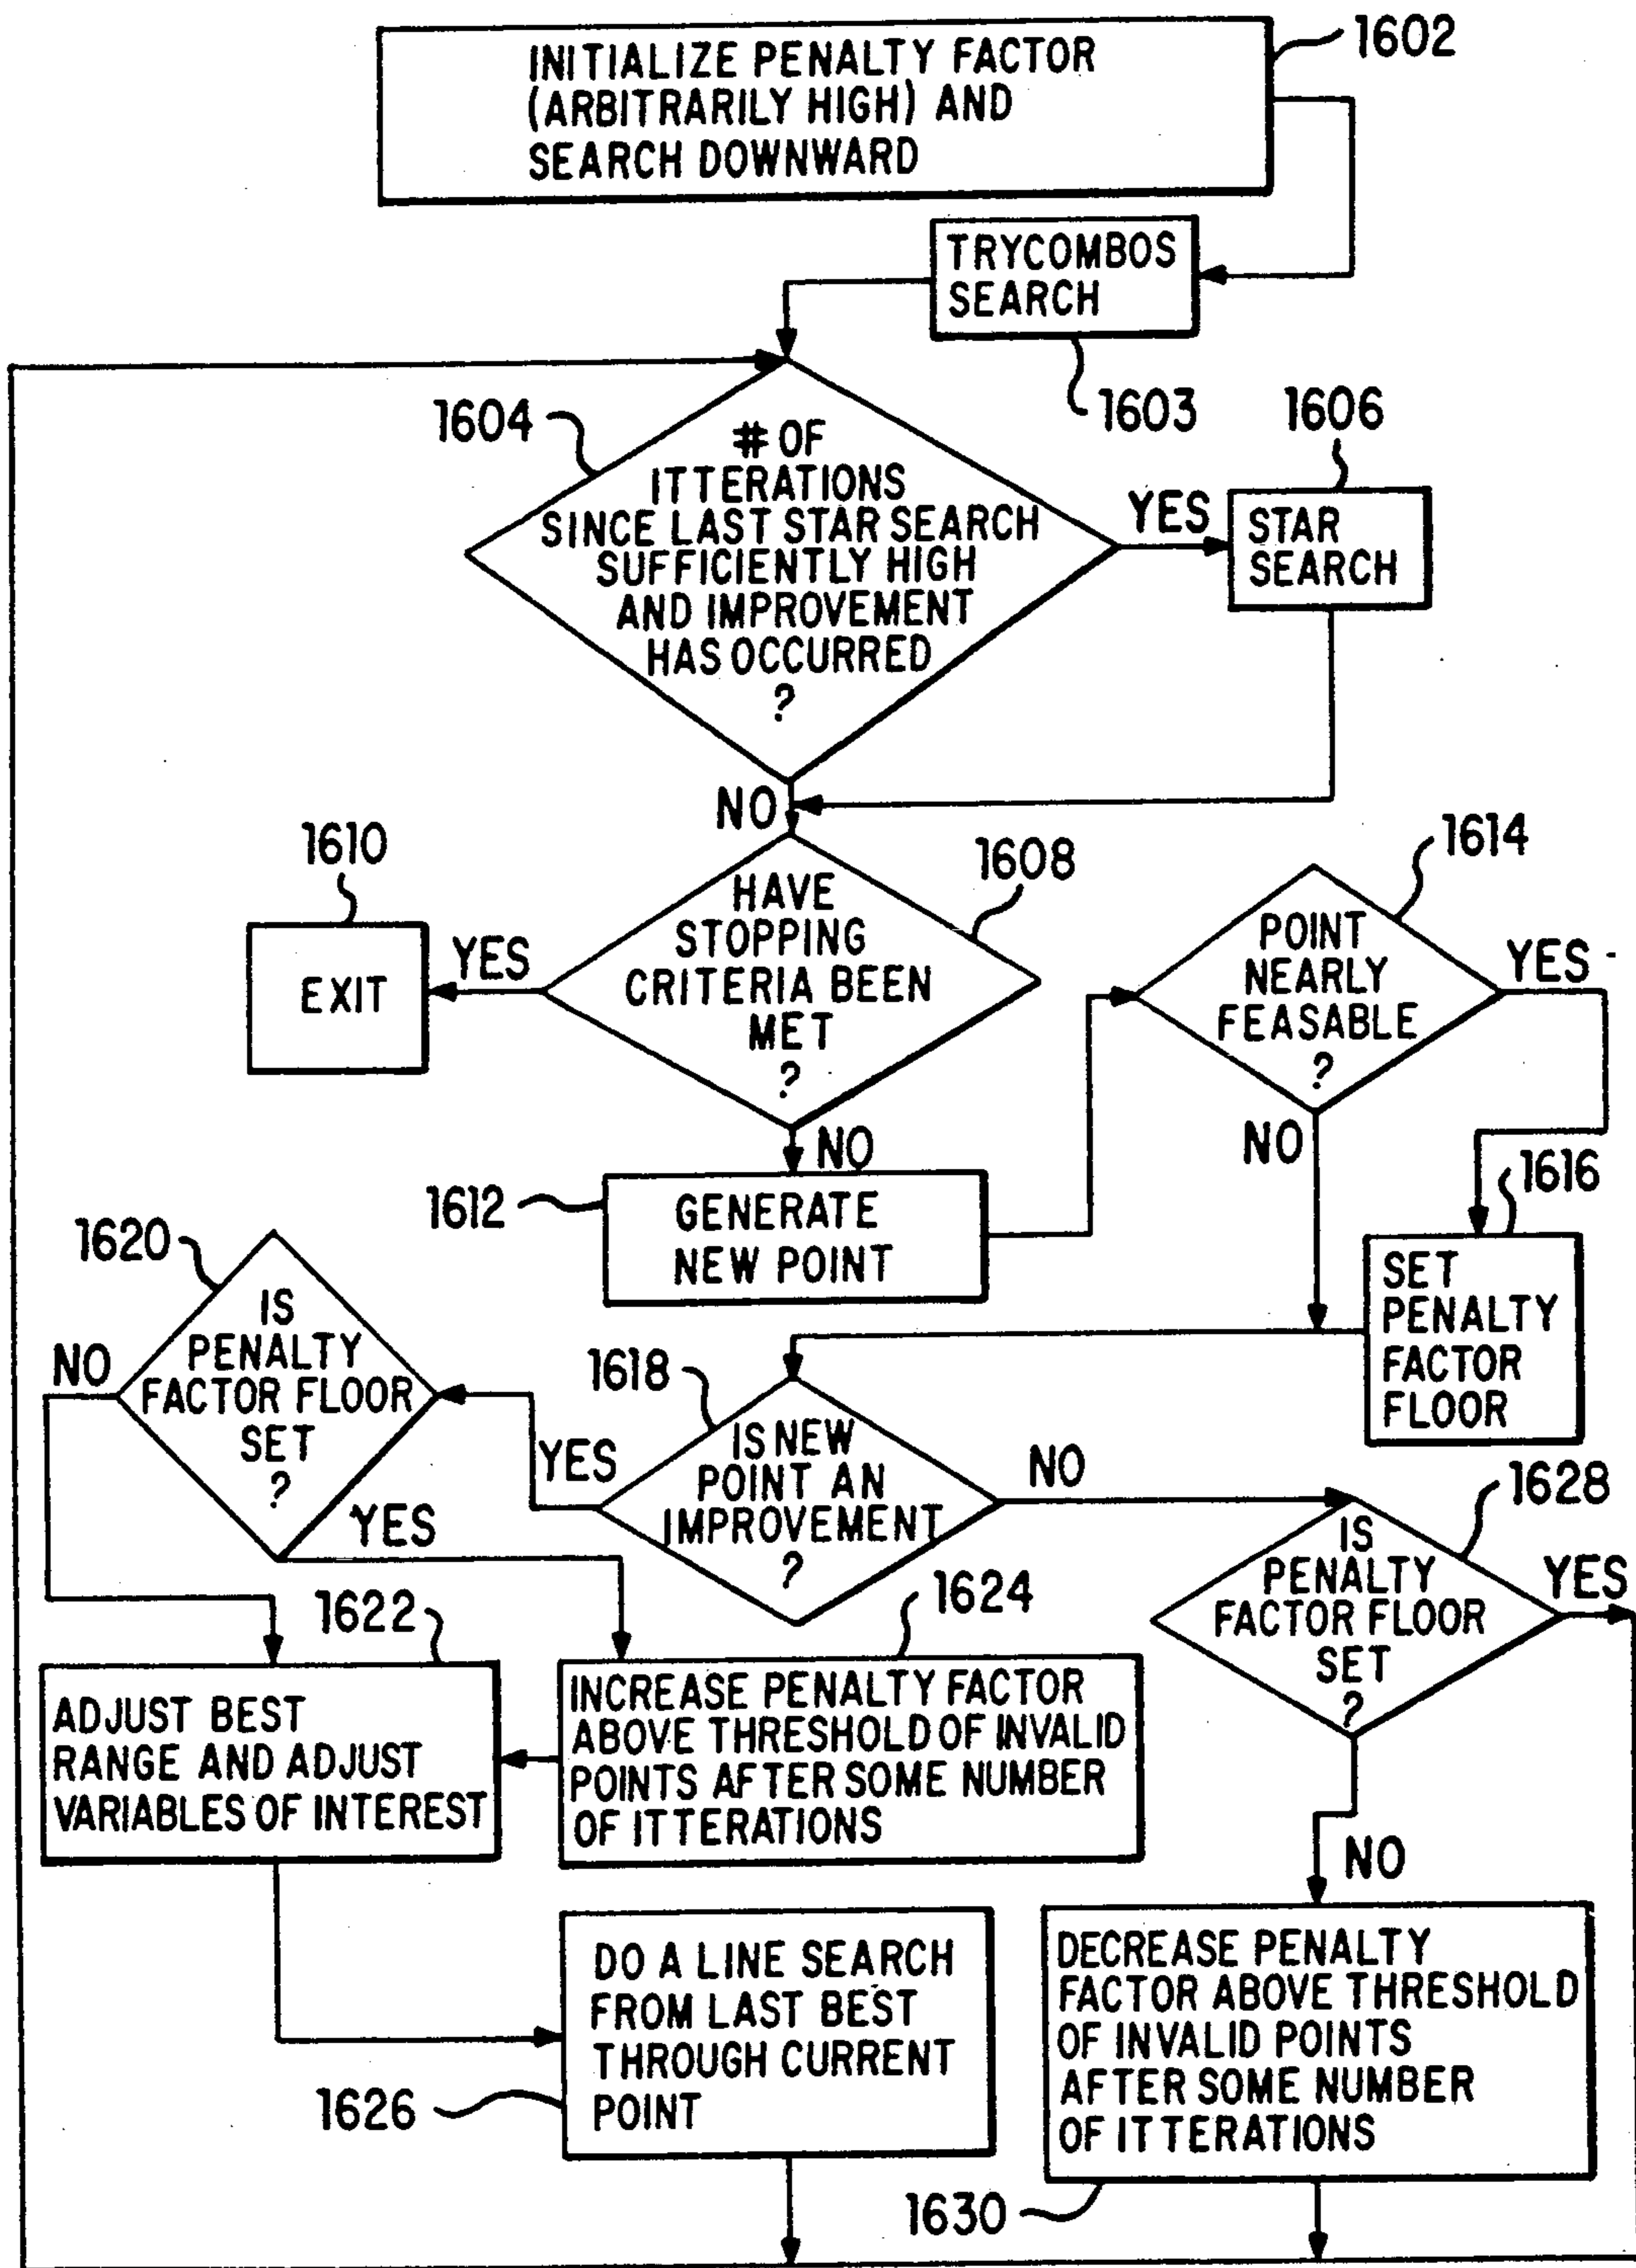 1602
INITIALIZE PENALTY FACTOR
(ARBITRARILY HIGH) AND
SEARCH DOWNWARD
TRYCOMBOS
SEARCH
1603
1604
# OF
ITTERATIONS
SINCE LAST STAR SEARCH
SUFFICIENTLY HIGH
AND IMPROVEMENT
HAS OCCURRED
?
YES
1606
STAR
SEARCH
NO
1610
EXIT
YES
1608
HAVE
STOPPING
CRITERIA BEEN
MET
?
NO
1614
POINT
NEARLY
FEASABLE
?
YES
NO
1612
GENERATE
NEW POINT
1616
SET
PENALTY
FACTOR
FLOOR
1620
IS
PENALTY
FACTOR FLOOR
SET
?
NO
YES
1618
IS NEW
POINT AN
IMPROVEMENT
?
YES
NO
1628
IS
PENALTY
FACTOR FLOOR
SET
?
YES
NO
1622
ADJUST BEST
RANGE AND ADJUST
VARIABLES OF INTEREST
1624
INCREASE PENALTY FACTOR
ABOVE THRESHOLD OF INVALID
POINTS AFTER SOME NUMBER
OF ITTERATIONS
DO A LINE SEARCH
FROM LAST BEST
THROUGH CURRENT
POINT
1626
DECREASE PENALTY
FACTOR ABOVE THRESHOLD
OF INVALID POINTS
AFTER SOME NUMBER
OF ITTERATIONS
1630